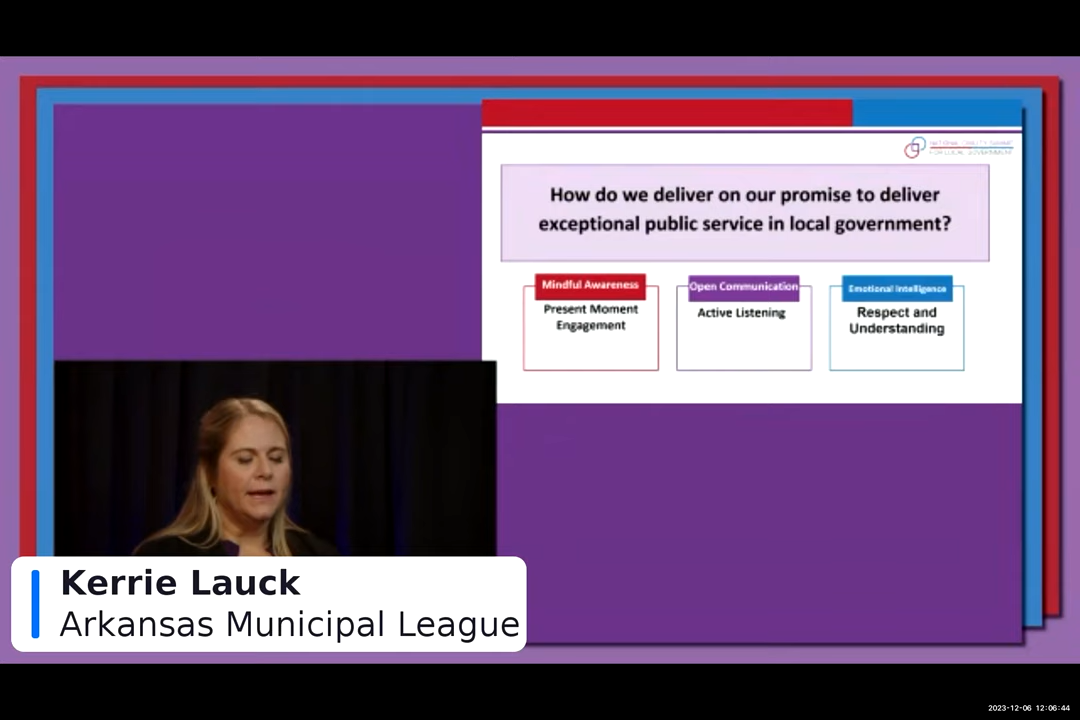 How do we deliver on our promise to deliver
exceptional public service in local government?
Mindful Awareness
Present Moment
Engagement
Open Communication
Active Listening
Emotional Intelligence
Respect and
Understanding
Kerrie Lauck
Arkansas Municipal League
2023-12-06 12:06:44